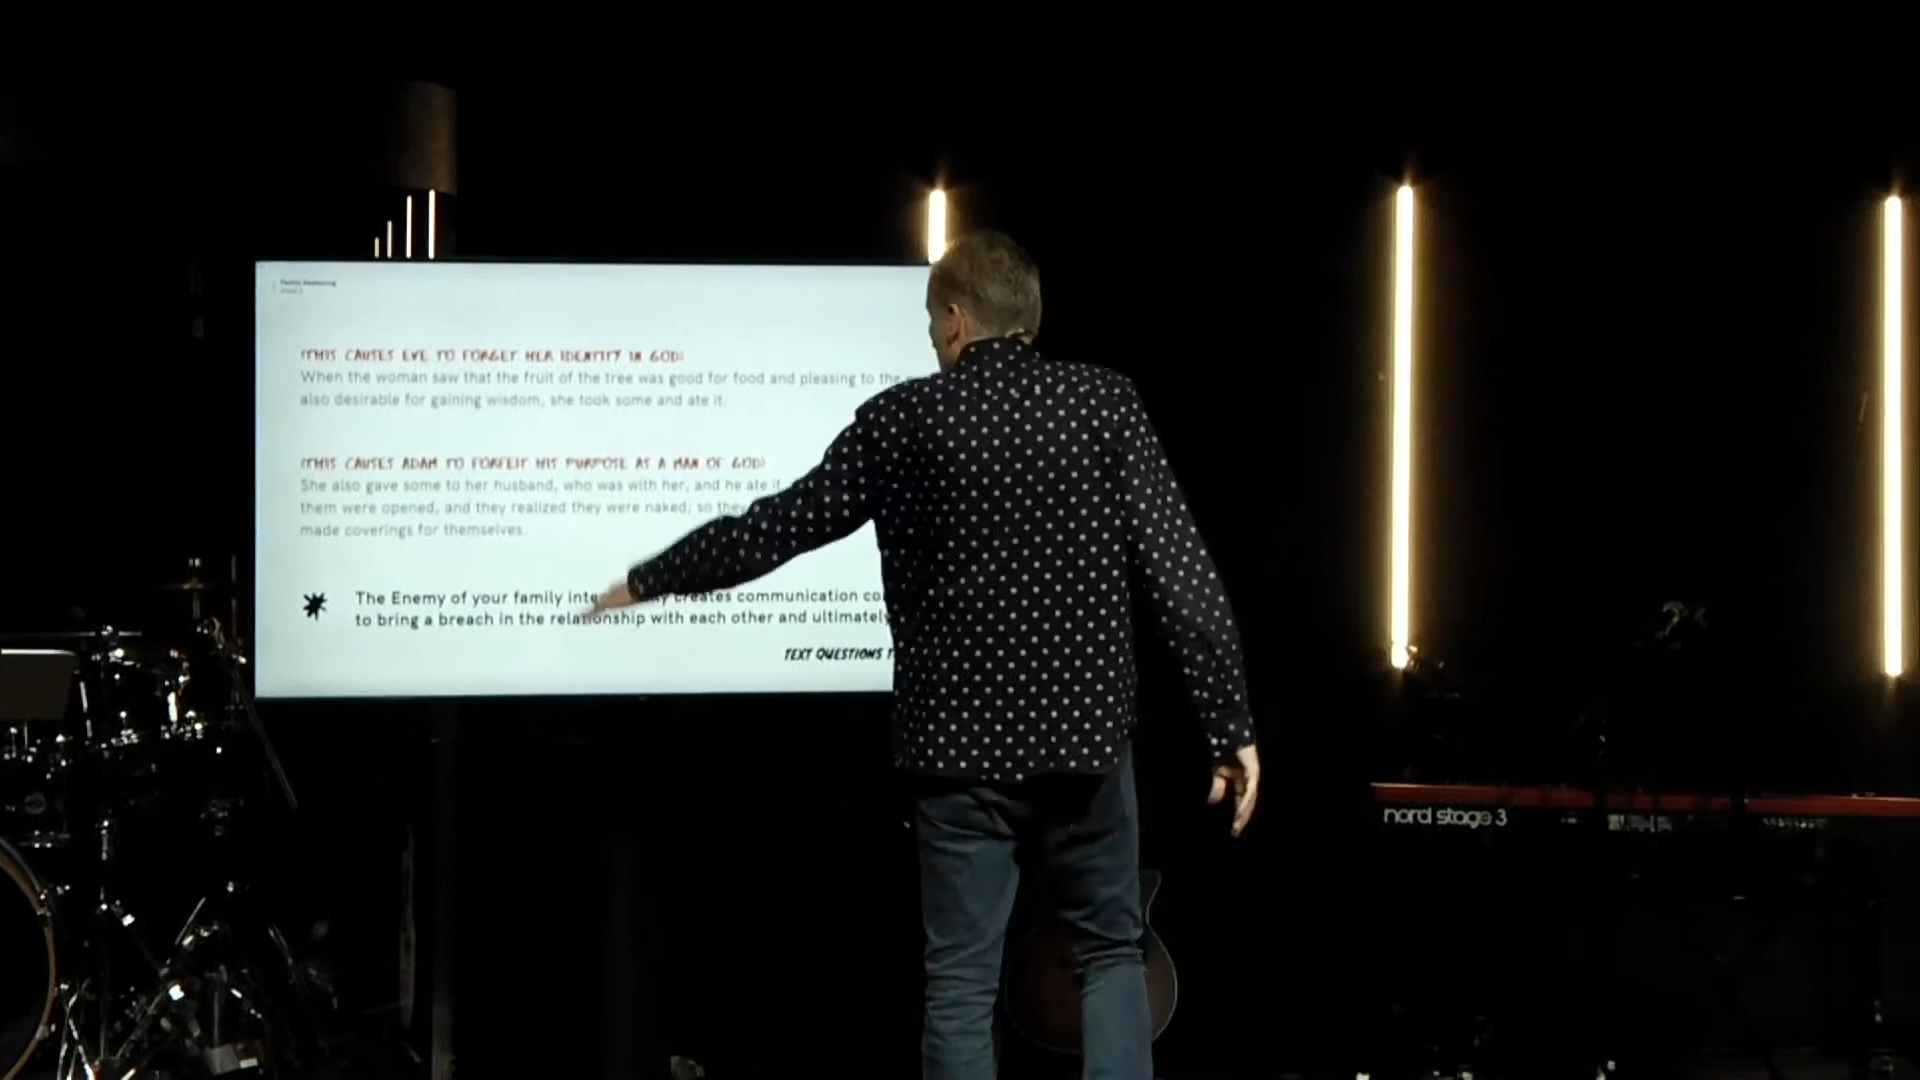 (THIS CAUSES EVE TO FORGET HER IDENTITY IN GOD)
When the woman saw that the fruit of the tree was good for food and pleasing to the
also desirable for gaining wisdom, she took some and ate it.
(THIS CAUSES ADAM TO FORFEIT HIS PURPOSE AS A MAN OF GOD)
She also gave some to her husband, who was with her, and he ate it
them were opened, and they realized they were naked; so they
made coverings for themselves.
The Enemy of your family creates communication
to bring a breach in the relationship with each other and ultimately
TEXT QUESTIONS
nord stage 3